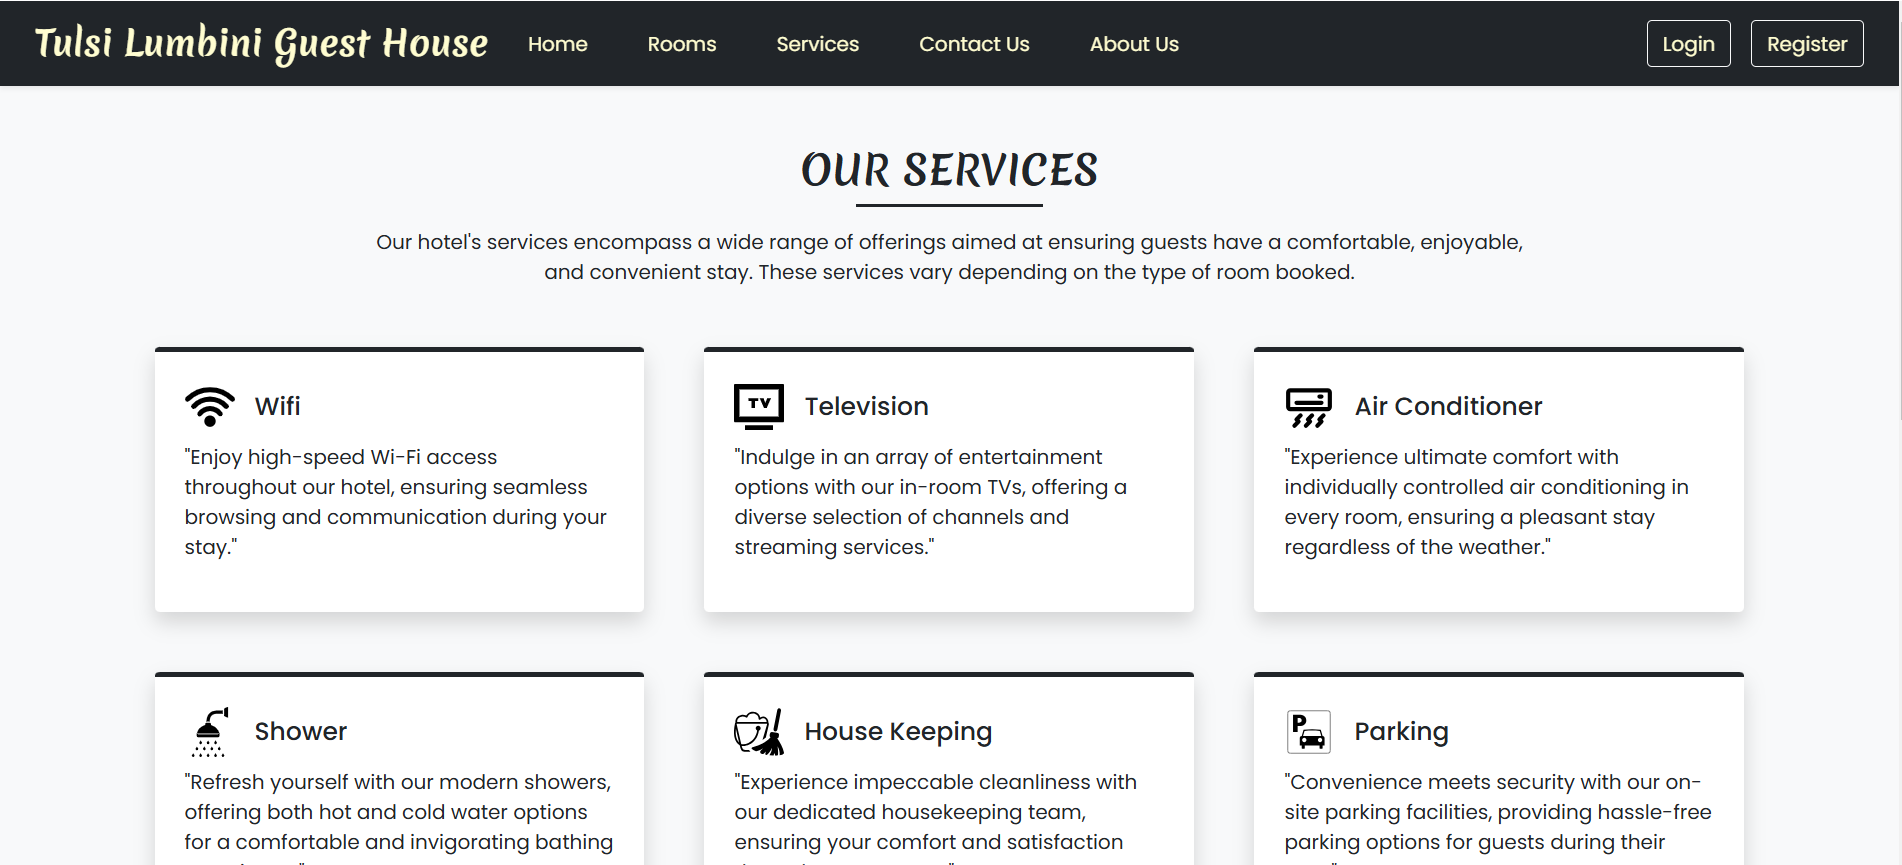 Tulsi Lumbini Guest House Home Rooms Services Contact Us About Us Login Register
OUR SERVICES
Our hotel's services encompass a wide range of offerings aimed at ensuring guests have a comfortable, enjoyable,
and convenient stay. These services vary depending on the type of room booked.
Wifi
"Enjoy high-speed Wi-Fi access
throughout our hotel, ensuring seamless
browsing and communication during your
stay."
TV
Television
"Indulge in an array of entertainment
options with our in-room TVs, offering a
diverse selection of channels and
streaming services."
Air Conditioner
"Experience ultimate comfort with
individually controlled air conditioning in
every room, ensuring a pleasant stay
regardless of the weather."
Shower
"Refresh yourself with our modern showers,
offering both hot and cold water options
for a comfortable and invigorating bathing
House Keeping
"Experience impeccable cleanliness with
our dedicated housekeeping team,
ensuring your comfort and satisfaction
P
Parking
"Convenience meets security with our on-
site parking facilities, providing hassle-free
parking options for guests during their